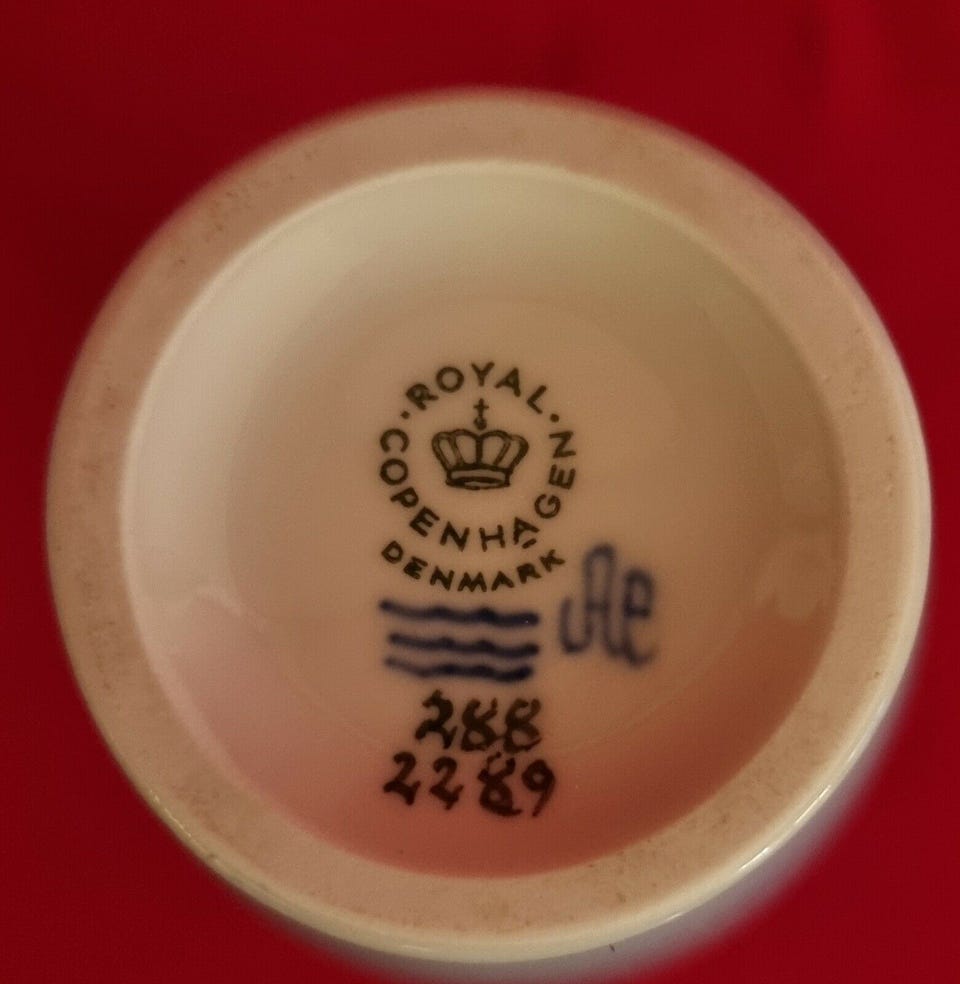 ROYAL
COPENHAGEN
DENMARK
288
2289